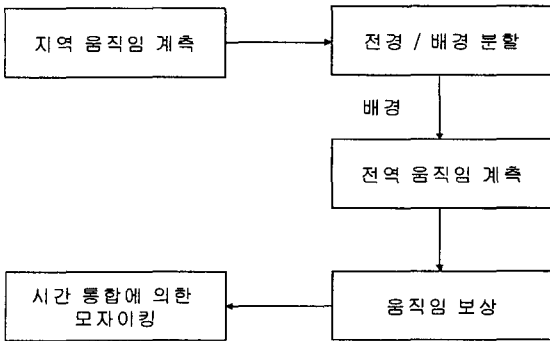 지역 움직임 계측
전경 / 배경 분할
배경
전역 움직임 계측
움직임 보상
시간 통합에 의한
모자이킹